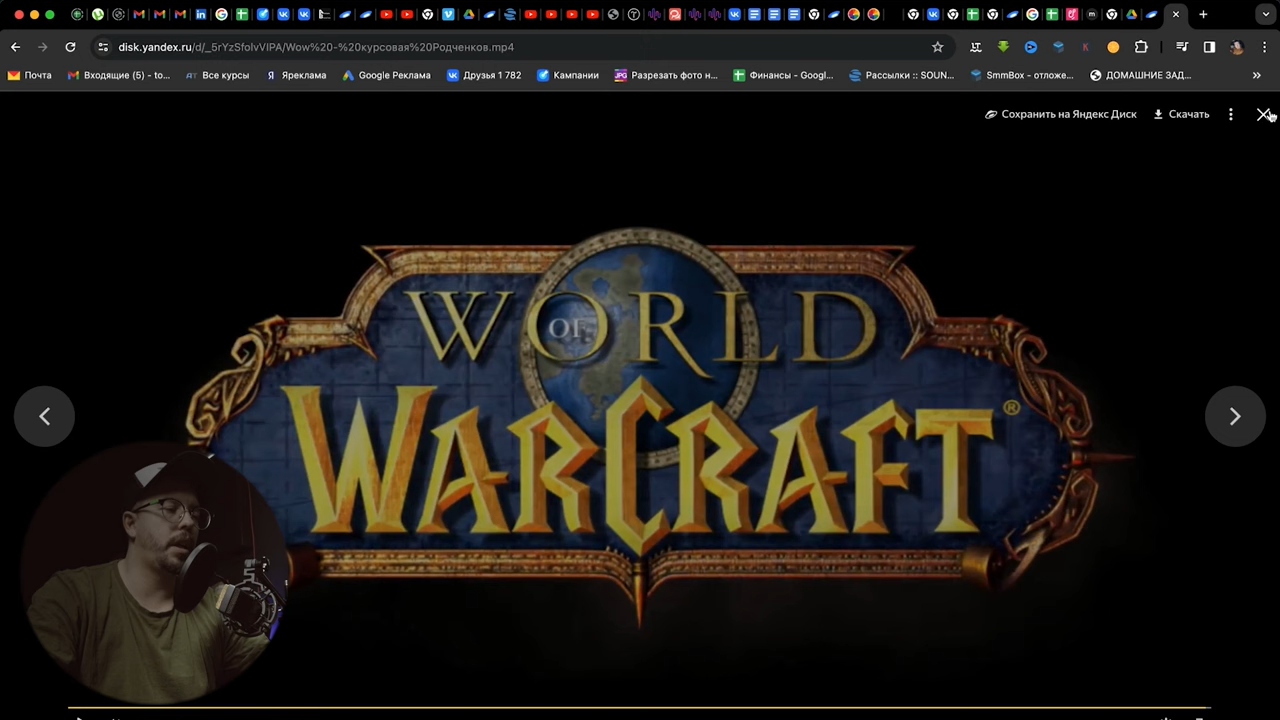 disk.yandex.ru/d/_5rYzSfolvVIPA/Wow%20-%20курсовая%20Родченков.mp4
Почта
Входящие (5) - to...
Все курсы
Яреклама
Google Реклама
Друзья 1 782
Кампании
Разрезать фото н...
Финансы - Googl...
Рассылки :: SOUN...
SmmBox - отложе...
ДОМАШНИЕ ЗАД...
»
Сохранить на Яндекс Диск
Скачать
WORLD
OF
WARCRAFT®